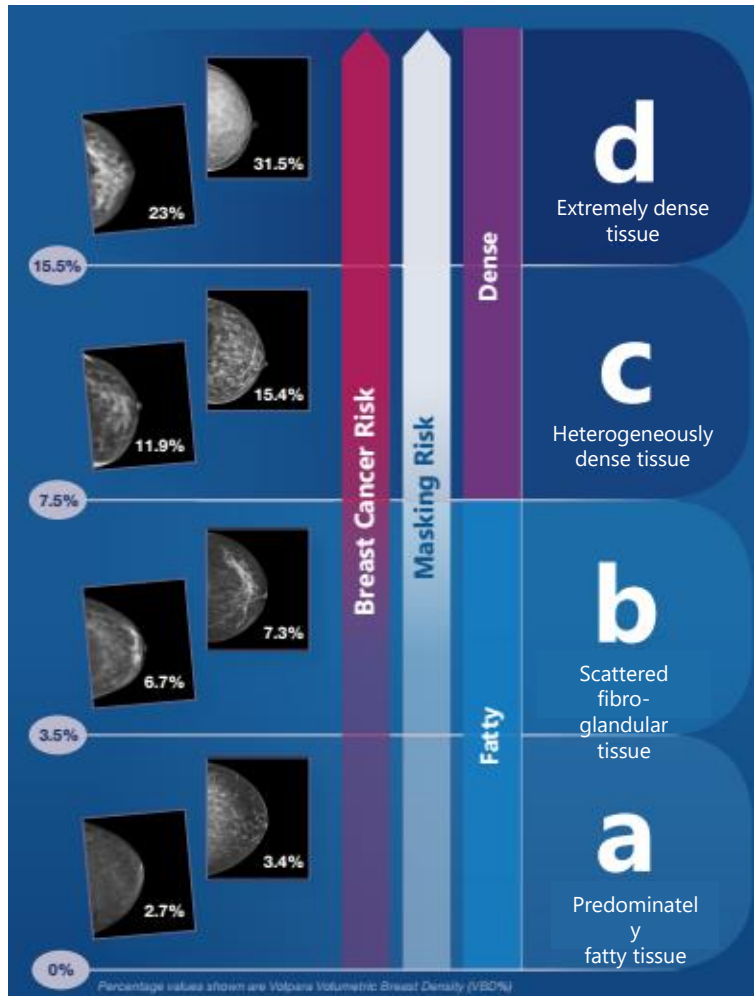 31.5%
23%
d
Extremely dense
tissue
15.5%
Dense
15.4%
11.9%
c
Heterogeneously
dense tissue
7.5%
Breast Cancer Risk
Masking Risk
7.3%
6.7%
b
Scattered
fibro-
glandular
tissue
3.5%
Fatty
3.4%
2.7%
a
Predominatel
y
fatty tissue
0%
Percentage values shown are Volpara Volumetric Breast Density (VBD%)